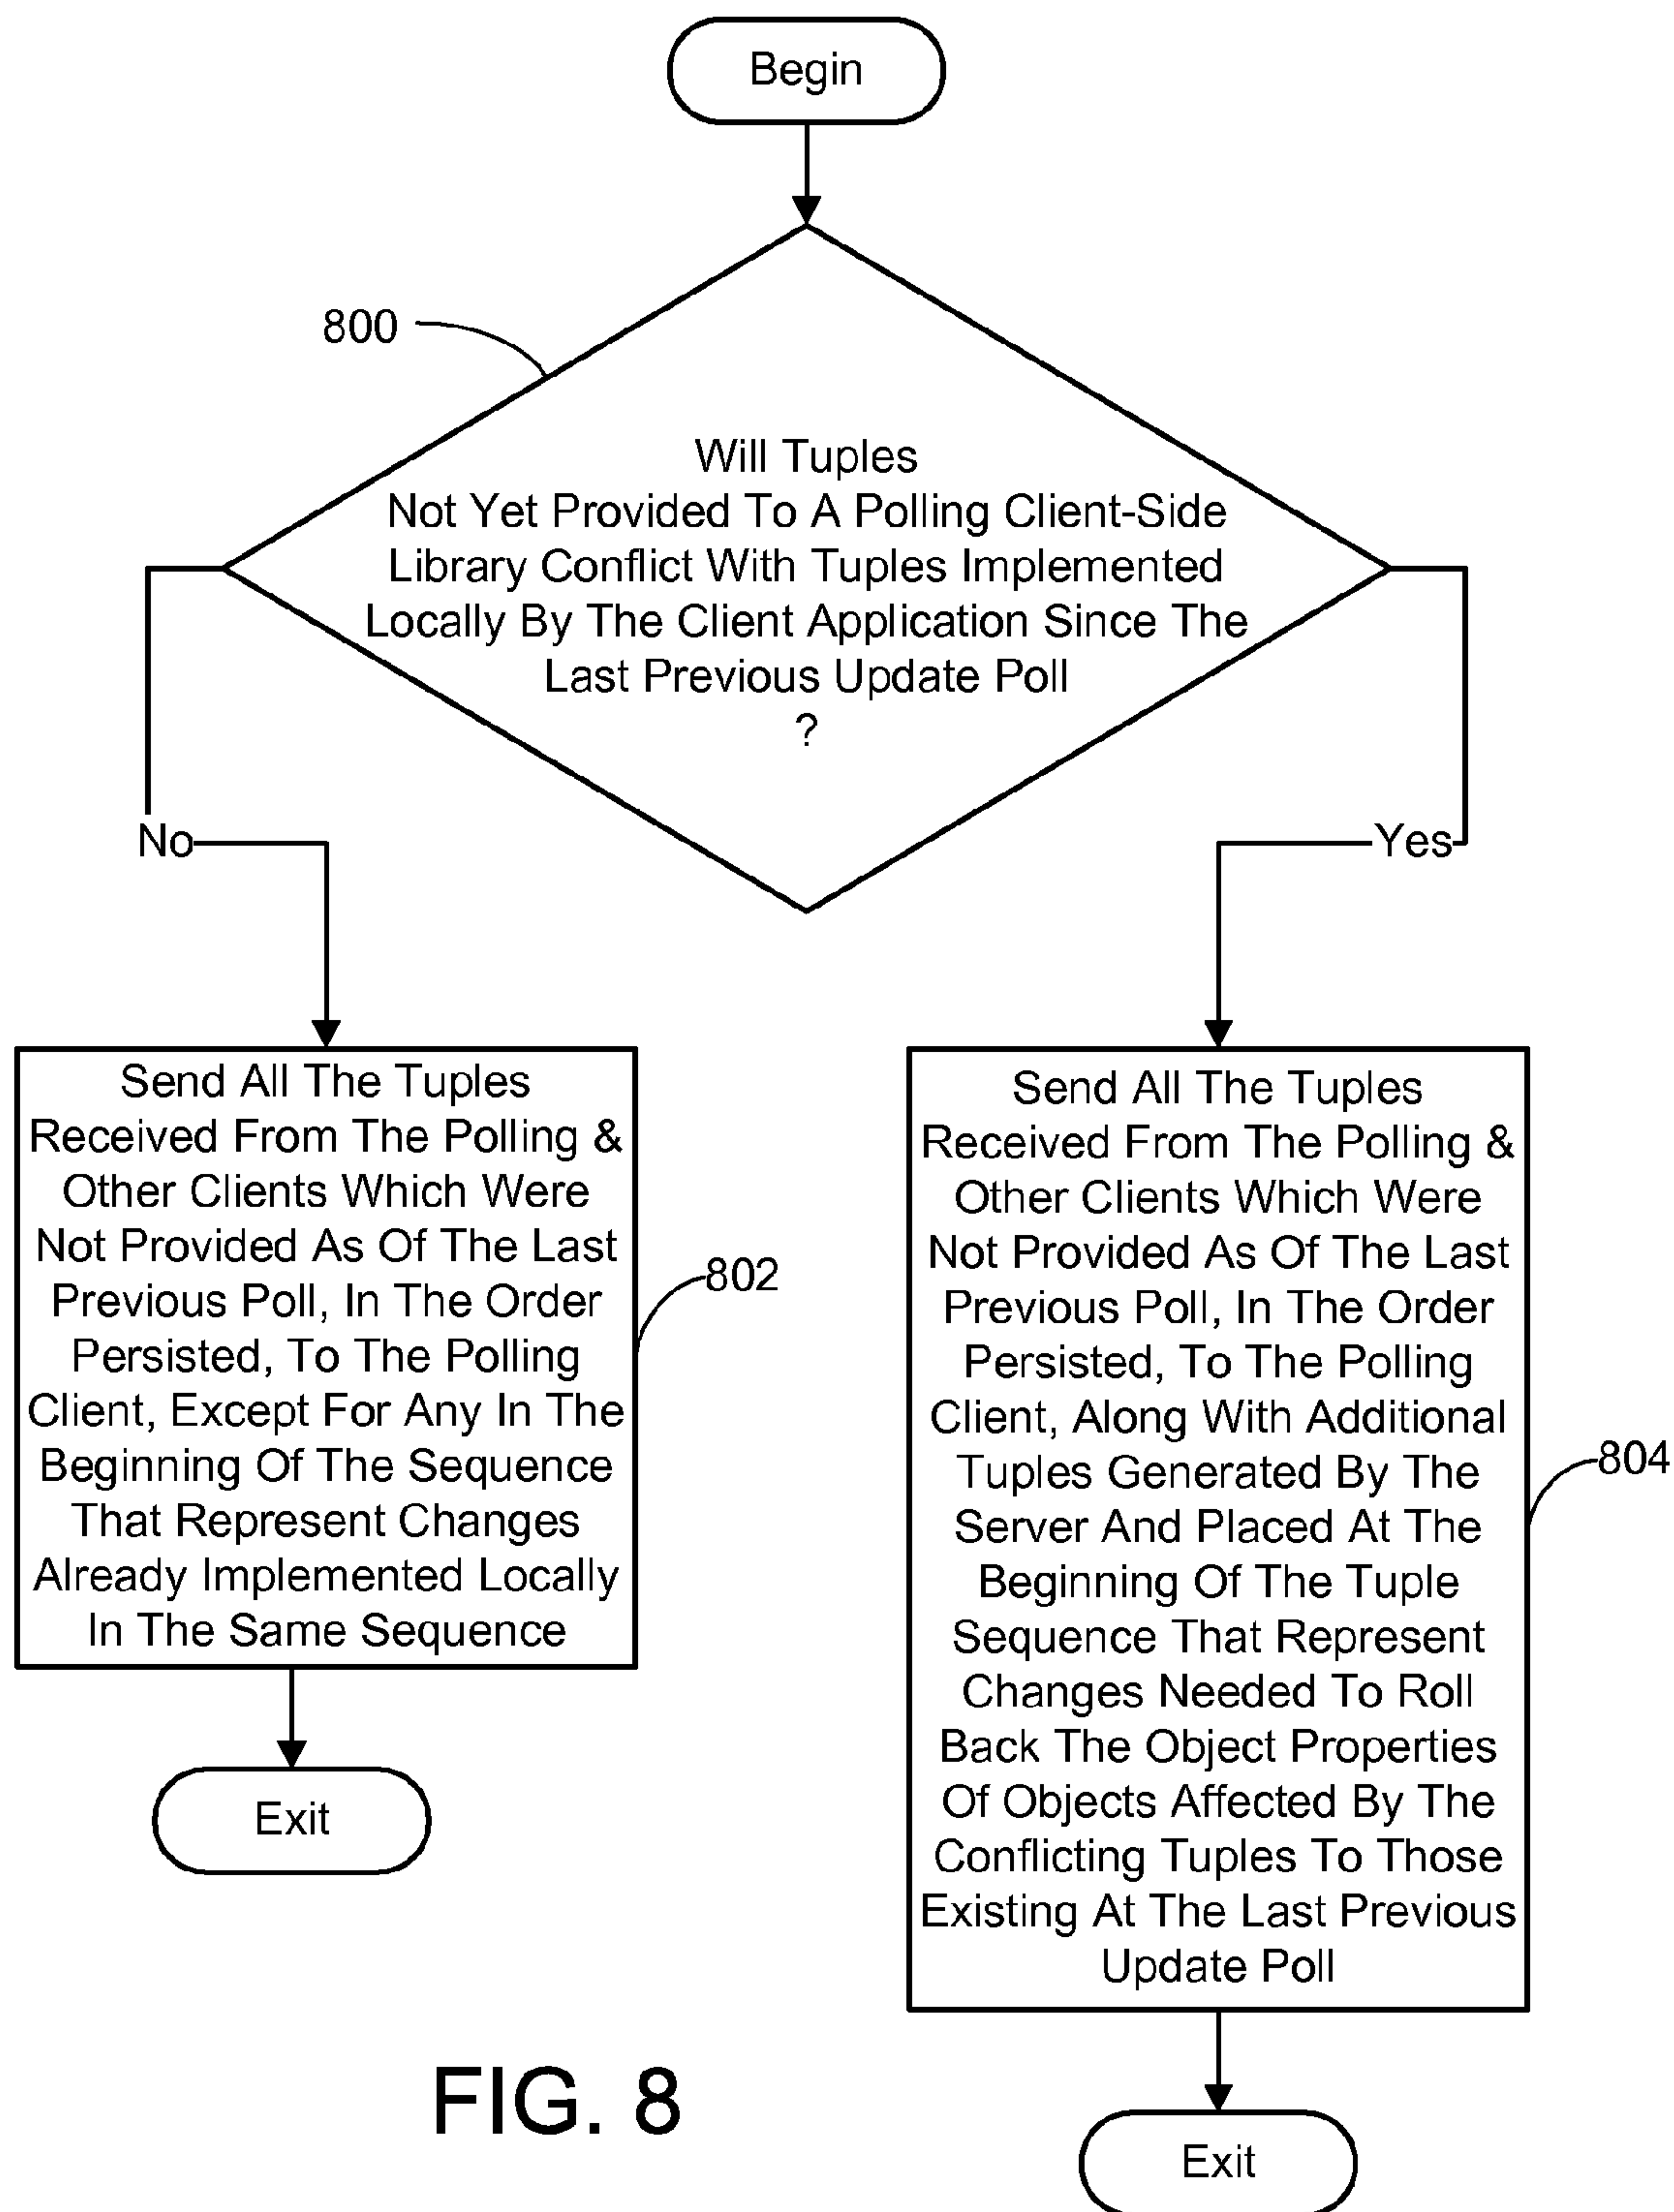 Begin
800
Will Tuples
Not Yet Provided To A Polling Client-Side
Library Conflict With Tuples Implemented
Locally By The Client Application Since The
Last Previous Update Poll
?
No
Yes
Send All The Tuples
Received From The Polling &
Other Clients Which Were
Not Provided As Of The Last
Previous Poll, In The Order
Persisted, To The Polling
Client, Except For Any In The
Beginning Of The Sequence
That Represent Changes
Already Implemented Locally
In The Same Sequence
802
Exit
Send All The Tuples
Received From The Polling &
Other Clients Which Were
Not Provided As Of The Last
Previous Poll, In The Order
Persisted, To The Polling
Client, Along With Additional
Tuples Generated By The
Server And Placed At The
Beginning Of The Tuple
Sequence That Represent
Changes Needed To Roll
Back The Object Properties
Of Objects Affected By The
Conflicting Tuples To Those
Existing At The Last Previous
Update Poll
804
Exit
FIG. 8